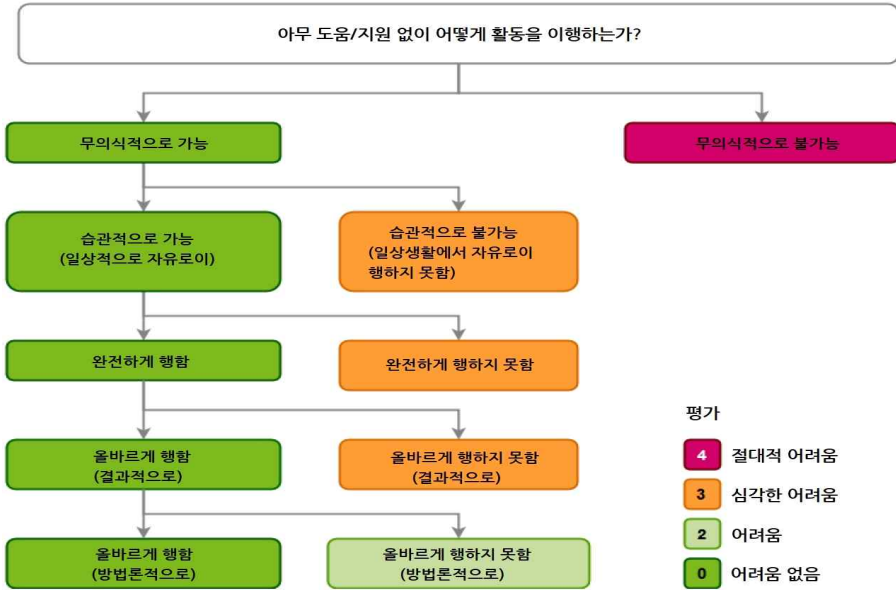 아무 도움/지원 없이 어떻게 활동을 이행하는가?
무의식적으로 가능
무의식적으로 불가능
습관적으로 가능
(일상적으로 자유로이)
습관적으로 불가능
(일상생활에서 자유로이
행하지 못함)
완전하게 행함
완전하게 행하지 못함
올바르게 행함
(결과적으로)
올바르게 행하지 못함
(결과적으로)
올바르게 행함
(방법론적으로)
올바르게 행하지 못함
(방법론적으로)
평가
4 절대적 어려움
3 심각한 어려움
2 어려움
0 어려움 없음